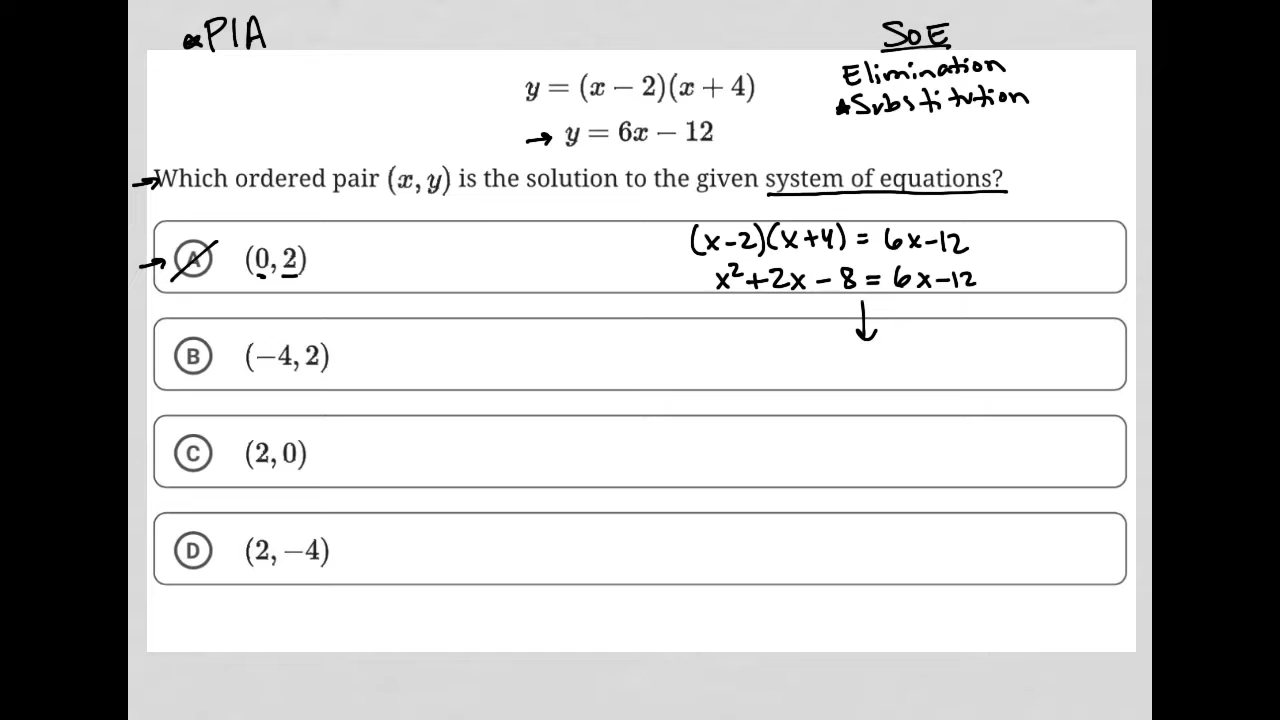 *PIA
SOE
Elimination
*Substitution
y = (x − 2)(x + 4)
→ y = 6x − 12
→ Which ordered pair (x, y) is the solution to the given system of equations?
→ A (0, 2)
(x-2)(x+4) = 6x-12
x²+2x-8 = 6x-12
↓
B (−4, 2)
C (2, 0)
D (2, −4)